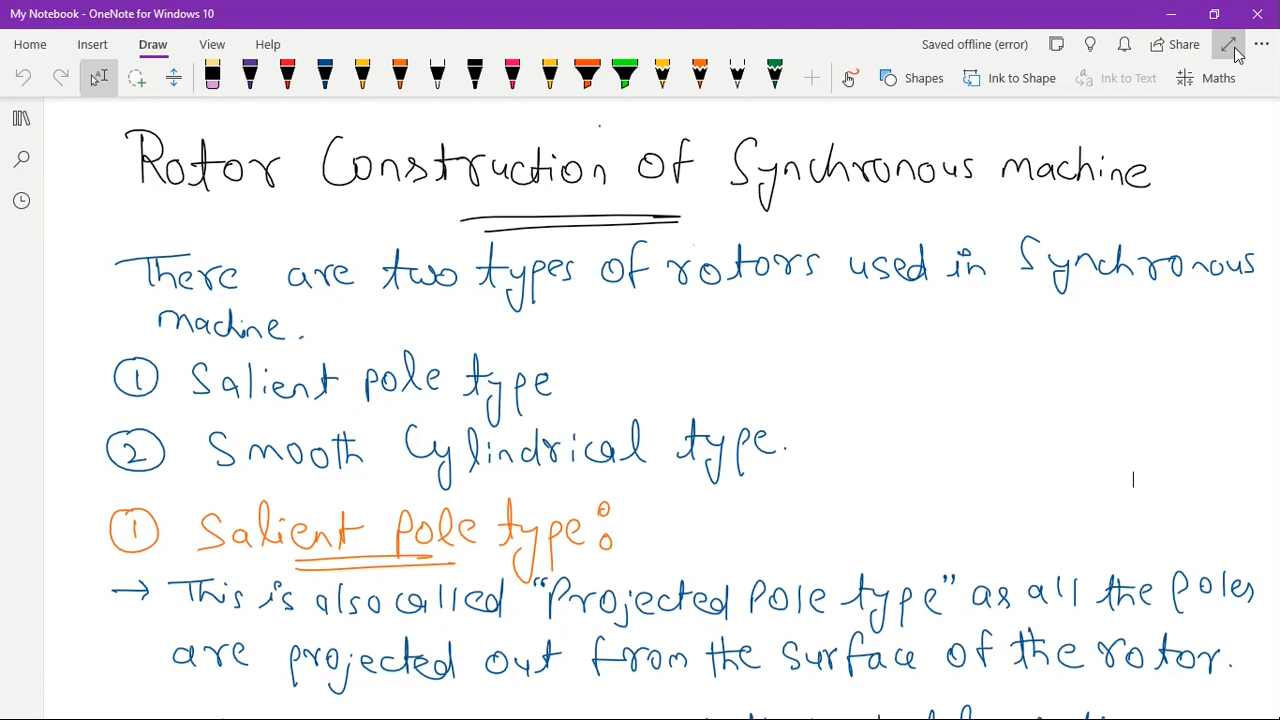 My Notebook - OneNote for Windows 10
Home Insert Draw View Help Saved offline (error) Share
Shapes Ink to Shape Ink to Text Maths
Rotor Construction of Synchronous machine
There are two types of rotors used in Synchronous
machine.
① Salient pole type
② Smooth Cylindrical type.
① Salient pole type:
→ This is also called "Projected Pole type" as all the poles
are projected out from the surface of the rotor.